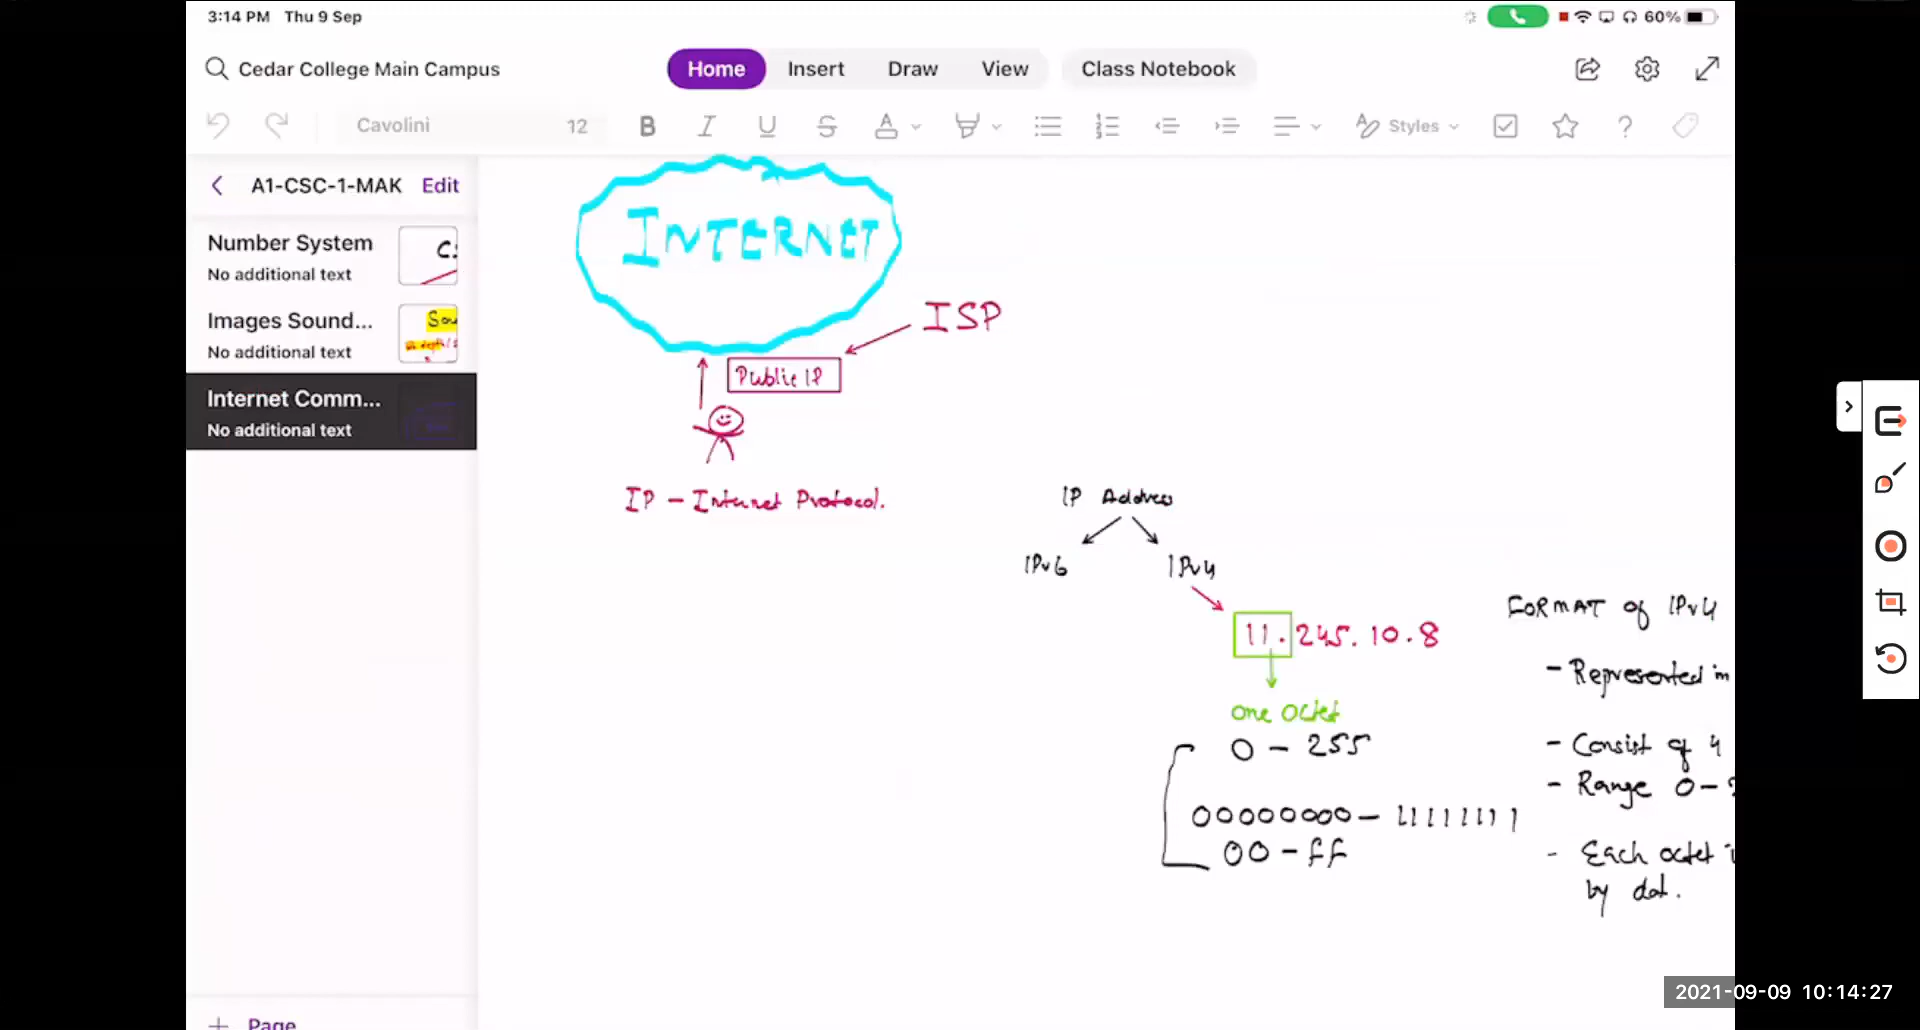 3:14 PM Thu 9 Sep
60%
Cedar College Main Campus
Home
Insert
Draw
View
Class Notebook
Cavolini
12
B
I
U
S
A
Styles
?
A1-CSC-1-MAK
Edit
Number System
No additional text
C:
Images Sound...
No additional text
Internet Comm...
No additional text
Page
INTERNET
ISP
Public IP
IP - Internet Protocol.
IP Address
IPv6
IPv4
11.245.10.8
one octet
0 - 255
00000000 - 11111111
00 - ff
FORMAT of IPv4
- Represented in
- Consist of 4
- Range 0 -
- Each octet
by dot.
2021-09-09 10:14:27